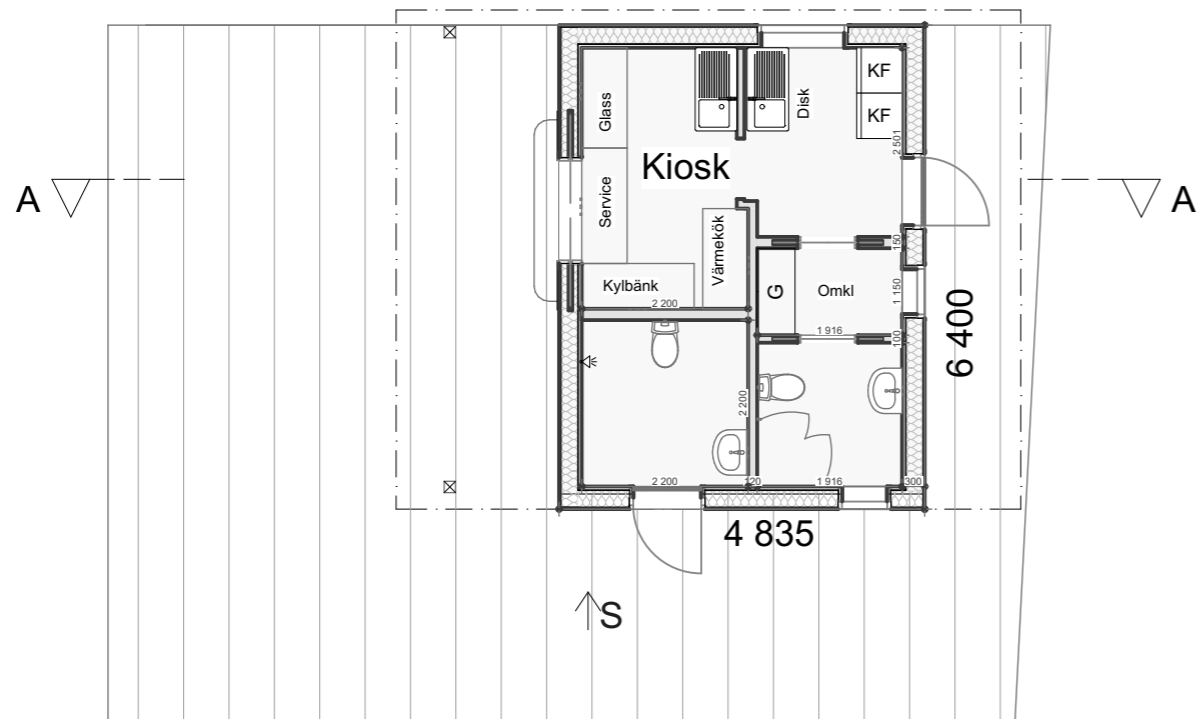 KF
Glass
Disk
KF
2 501
Kiosk
A
A
Service
Värmekök
150
Kylbänk
G
Omkl
1 150
2 200
1 916
100
6 400
2 200
2 200
120
1 916
300
4 835
S